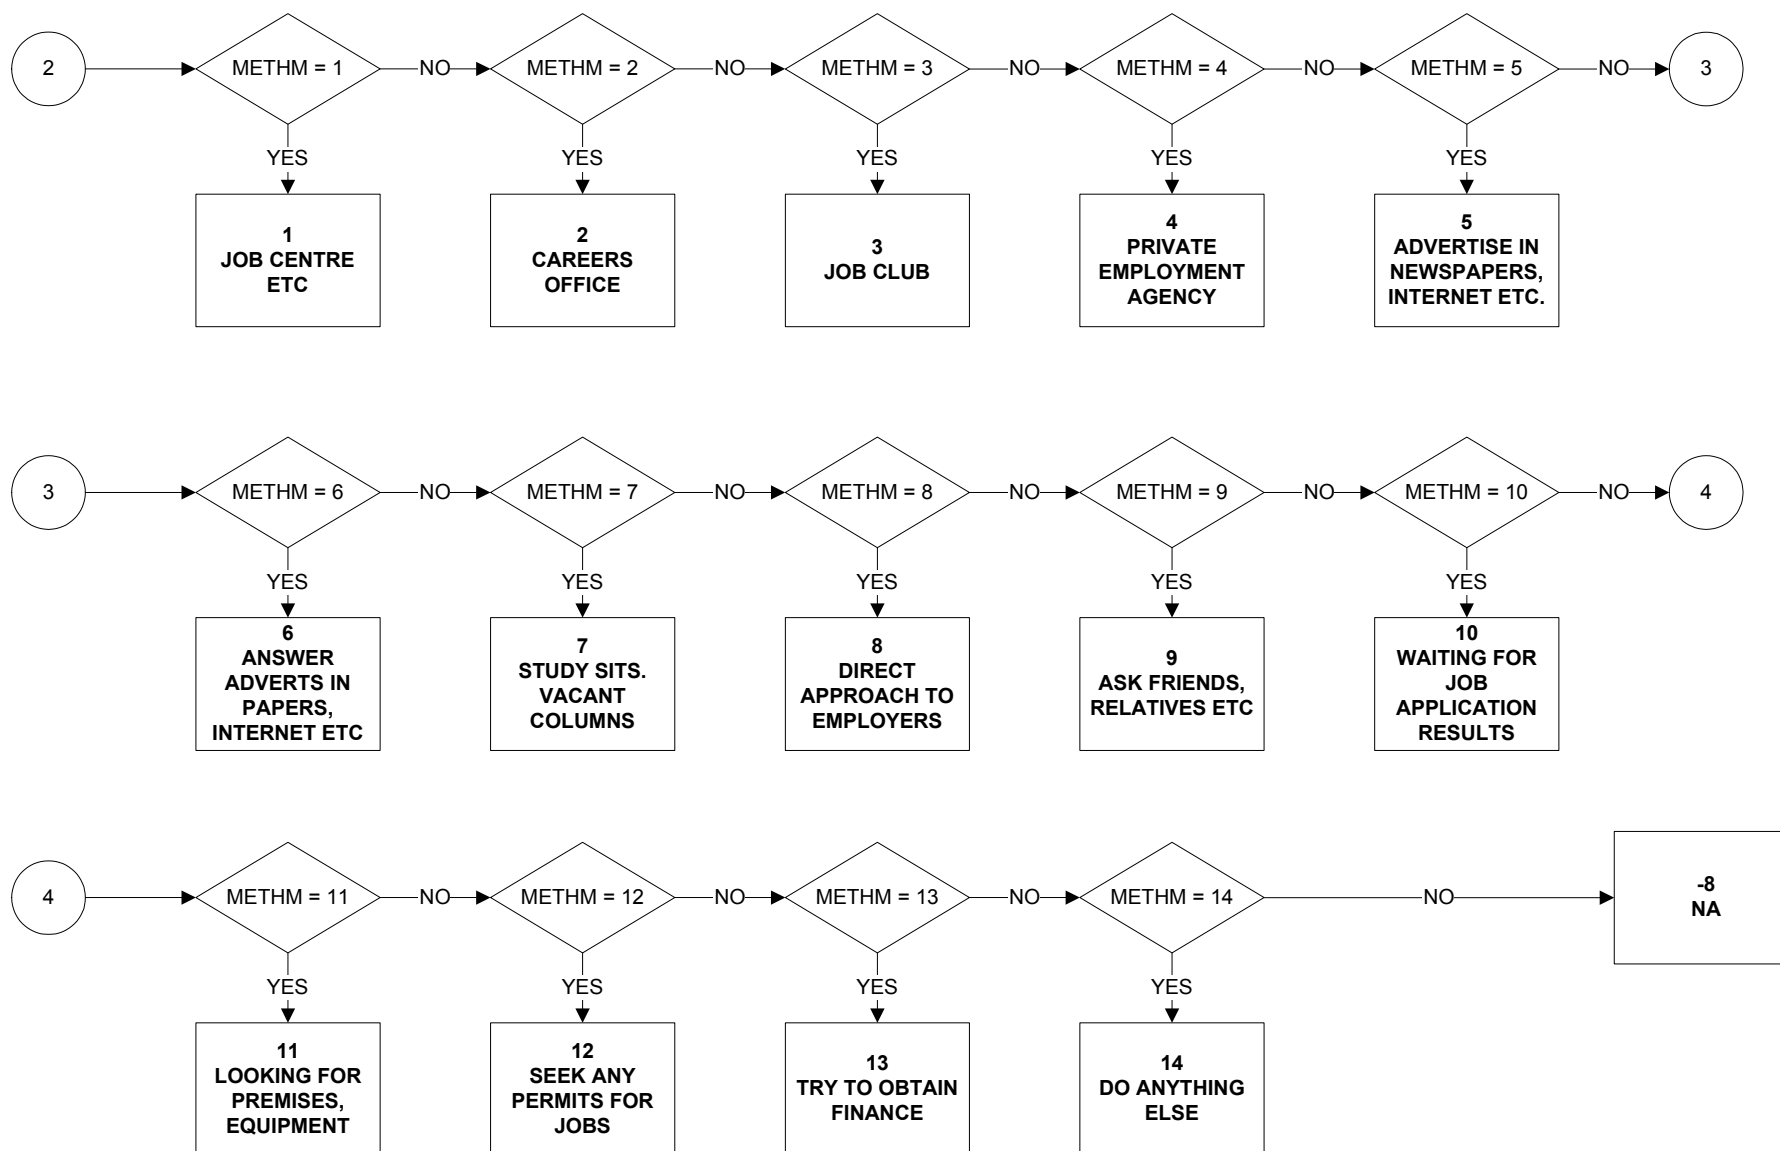 2
METHM = 1
NO
METHM = 2
NO
METHM = 3
NO
METHM = 4
NO
METHM = 5
NO
3
YES
YES
YES
YES
YES
1
JOB CENTRE
ETC
2
CAREERS
OFFICE
3
JOB CLUB
4
PRIVATE
EMPLOYMENT
AGENCY
5
ADVERTISE IN
NEWSPAPERS,
INTERNET ETC.
3
METHM = 6
NO
METHM = 7
NO
METHM = 8
NO
METHM = 9
NO
METHM = 10
NO
4
YES
YES
YES
YES
YES
6
ANSWER
ADVERTS IN
PAPERS,
INTERNET ETC
7
STUDY SITS.
VACANT
COLUMNS
8
DIRECT
APPROACH TO
EMPLOYERS
9
ASK FRIENDS,
RELATIVES ETC
10
WAITING FOR
JOB
APPLICATION
RESULTS
4
METHM = 11
NO
METHM = 12
NO
METHM = 13
NO
METHM = 14
NO
-8
NA
YES
YES
YES
YES
11
LOOKING FOR
PREMISES,
EQUIPMENT
12
SEEK ANY
PERMITS FOR
JOBS
13
TRY TO OBTAIN
FINANCE
14
DO ANYTHING
ELSE